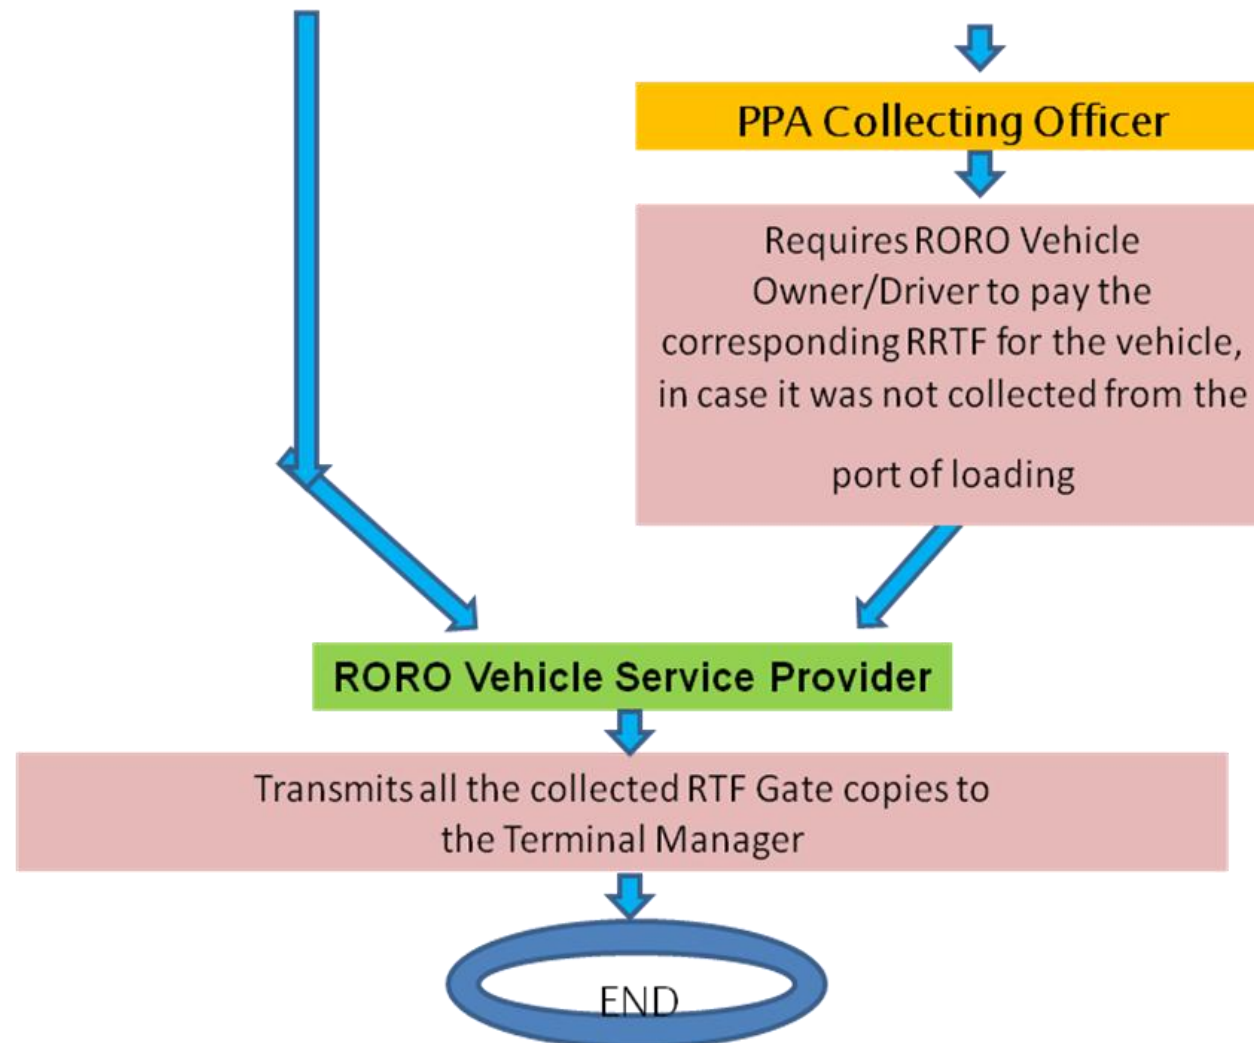 PPA Collecting Officer
Requires RORO Vehicle
Owner/Driver to pay the
corresponding RRTF for the vehicle,
in case it was not collected from the
port of loading
RORO Vehicle Service Provider
Transmits all the collected RTF Gate copies to
the Terminal Manager
END